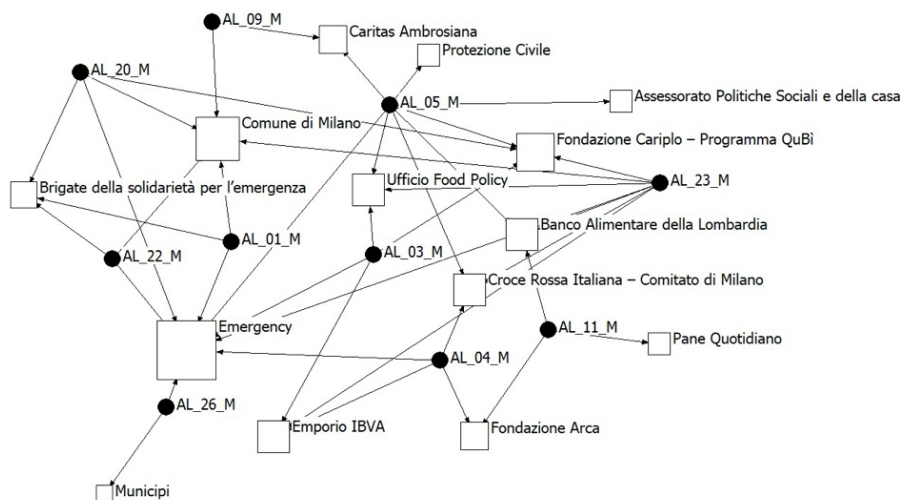 AL_09_M
Caritas Ambrosiana
Protezione Civile
AL_20_M
AL_05_M
Assessorato Politiche Sociali e della casa
Comune di Milano
Fondazione Cariplo – Programma QuBì
Ufficio Food Policy
AL_23_M
Brigate della solidarietà per l’emergenza
Banco Alimentare della Lombardia
AL_01_M
AL_03_M
AL_22_M
Croce Rossa Italiana – Comitato di Milano
Emergency
AL_11_M
Pane Quotidiano
AL_04_M
AL_26_M
Emporio IBVA
Fondazione Arca
Municipi